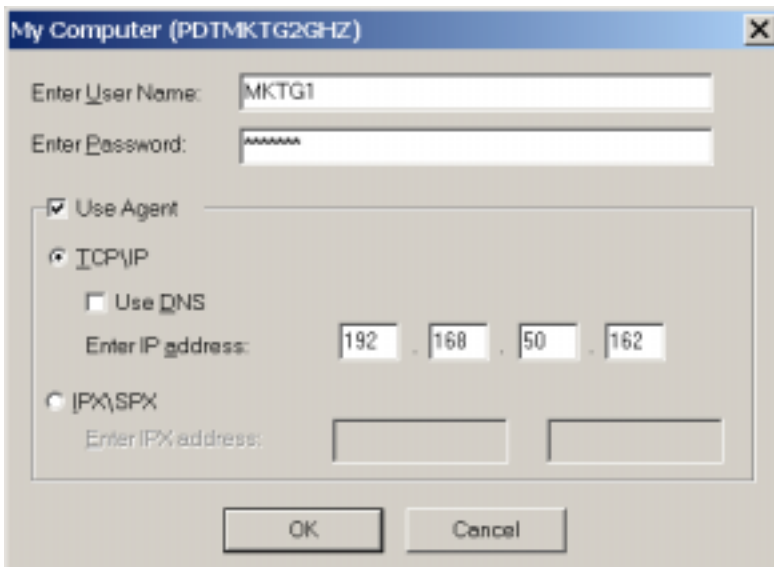 My Computer (PDTMKTG2GHZ)
Enter User Name: MKTG1
Enter Password: ^^^^^^^
Use Agent
TCP\IP
Use DNS
Enter IP address: 192 . 168 . 50 . 162
IPX\SPX
Enter IPX address:
OK Cancel